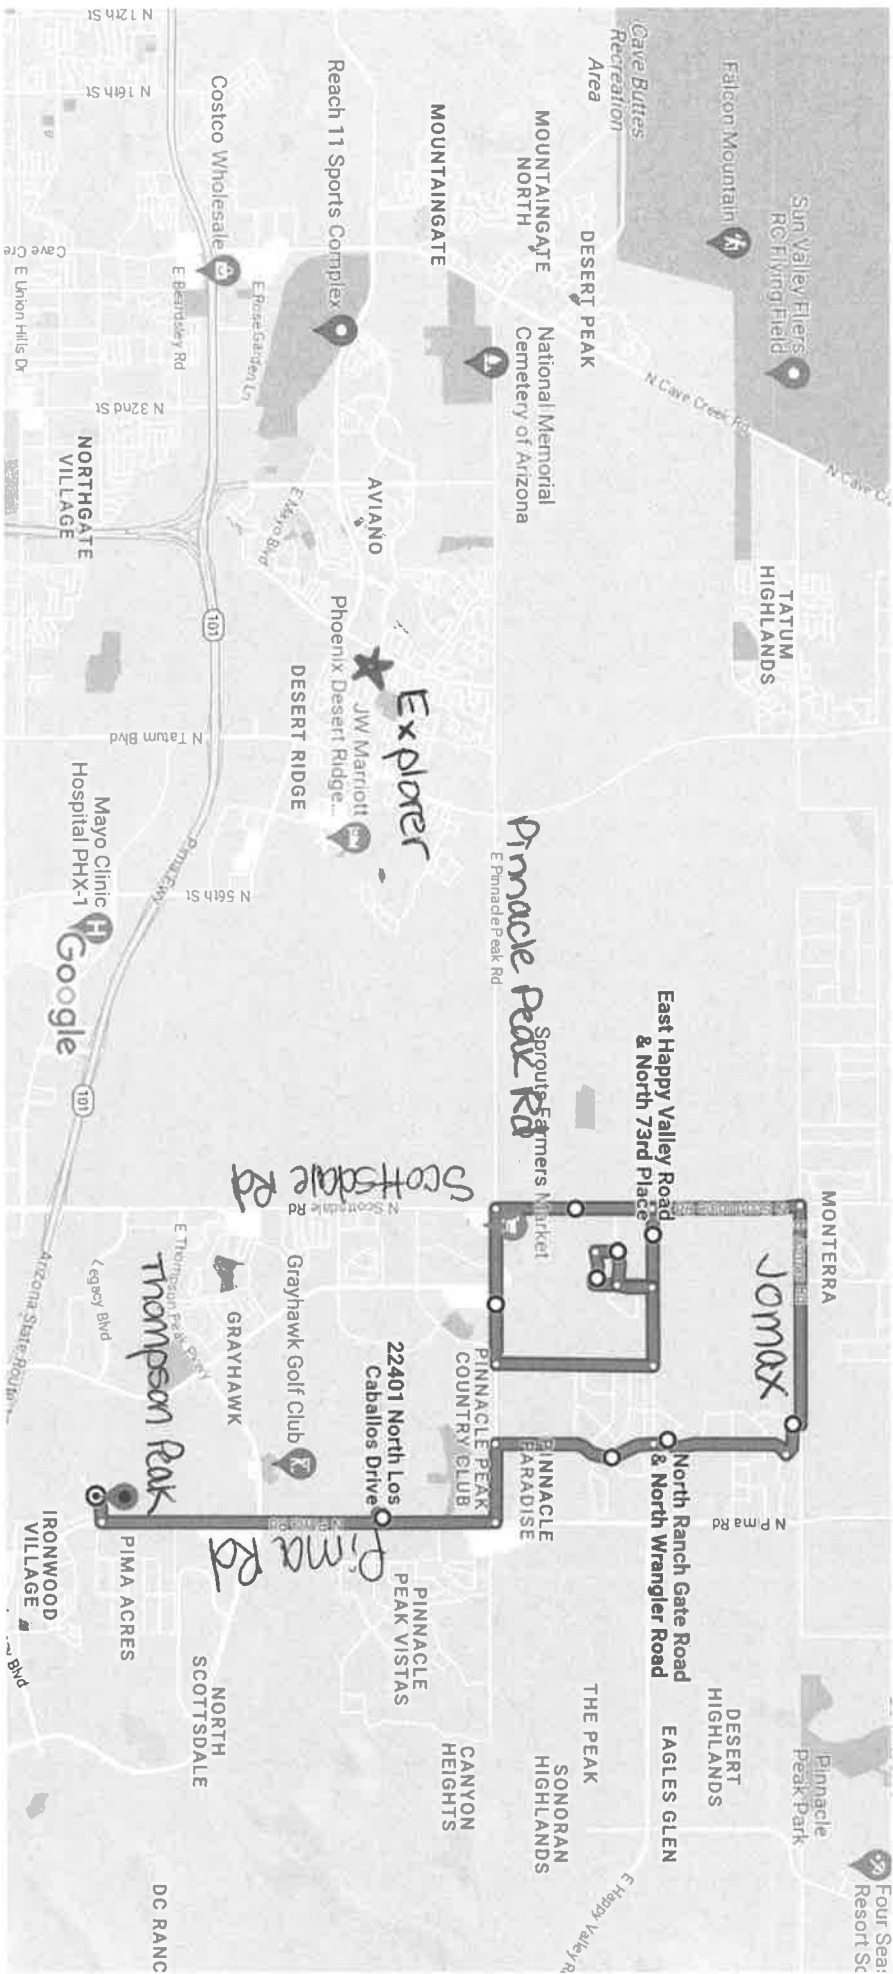 Sun Valley Fliers
RC Flying Field
Falcon Mountain
Cave Buttes
Recreation
Area
N Cave Creek Rd
TATUM
HIGHLANDS
MONTERRA
Jomax
DESERT PEAK
MOUNTAINGATE
NORTH
MOUNTAINGATE
National Memorial
Cemetery of Arizona
East Happy Valley Road
& North 73rd Place
North Ranch Gate Road
& North Wrangler Road
N Pima Rd
DESERT
HIGHLANDS
EAGLES GLEN
THE PEAK
SONORAN
HIGHLANDS
CANYON
HEIGHTS
Pinnacle
Peak Park
Four Seas
Resort Sc
E Happy Valley R
Pinnacle Peak Rd
E Pinnacle Peak Rd
Sprouts Farmers Market
PINNACLE
PARADISE
PINNACLE PEAK
COUNTRY CLUB
22401 North Los
Caballos Drive
PINNACLE
PEAK VISTAS
Reach 11 Sports Complex
AVIANO
E Mayo Blvd
Explorer
JW Marriott
Phoenix Desert Ridge...
DESERT RIDGE
Scottsdale
Rd
N Scottsdale Rd
Grayhawk Golf Club
GRAYHAWK
Pima
Rd
NORTH
SCOTTSDALE
Costco Wholesale
E Rose Garden Ln
E Beardsley Rd
N 12th St
N 16th St
Cave Cre
E Union Hills Dr
N 32nd St
NORTHGATE
VILLAGE
101
N Tatum Blvd
N 56th St
Mayo Clinic
Hospital PHX-1
Pima Fwy
Google
101
Arizona State Route
E Thompson Peak Pkwy
Legacy Blvd
Thompson Peak
PIMA ACRES
IRONWOOD
VILLAGE
Blvd
DC RANC